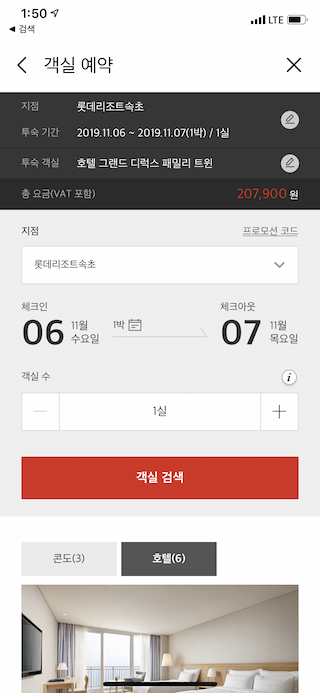 1:50
LTE
검색
객실 예약
지점 롯데리조트속초
투숙 기간 2019.11.06 ~ 2019.11.07(1박) / 1실
투숙 객실 호텔 그랜드 디럭스 패밀리 트윈
총 요금(VAT 포함) 207,900 원
지점 프로모션 코드
롯데리조트속초
체크인 체크아웃
06 11월 수요일 1박 07 11월 목요일
객실 수 i
1실
객실 검색
콘도(3) 호텔(6)